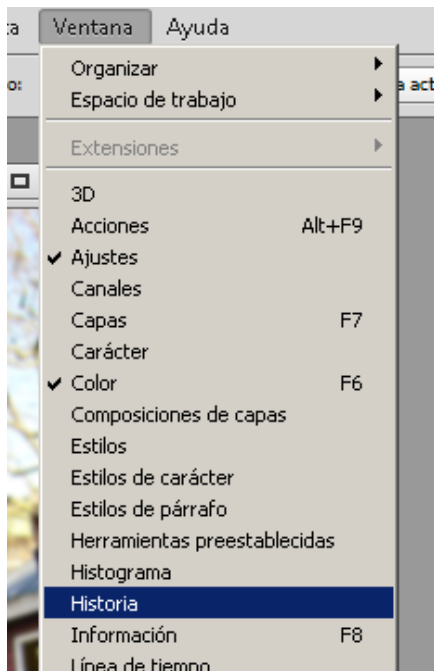 Ventana Ayuda
Organizar
Espacio de trabajo
Extensiones
3D
Acciones Alt+F9
Ajustes
Canales
Capas F7
Carácter
Color F6
Composiciones de capas
Estilos
Estilos de carácter
Estilos de párrafo
Herramientas preestablecidas
Histograma
Historia
Información F8
Línea de tiempo